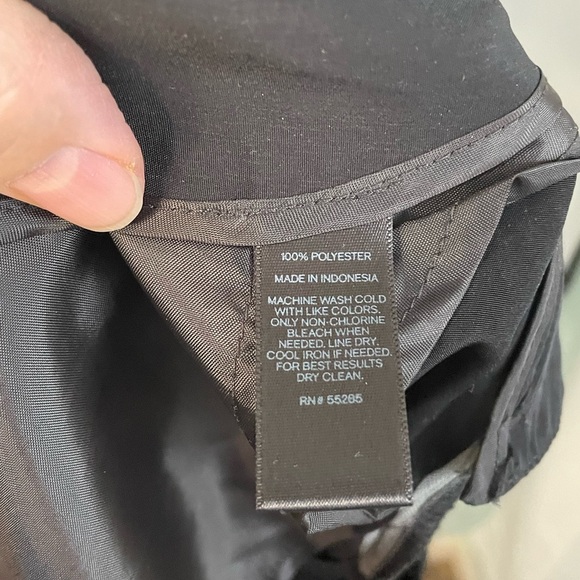 100% POLYESTER
MADE IN INDONESIA
MACHINE WASH COLD
WITH LIKE COLORS.
ONLY NON-CHLORINE
BLEACH WHEN
NEEDED. LINE DRY.
COOL IRON IF NEEDED.
FOR BEST RESULTS
DRY CLEAN.
RN# 55285